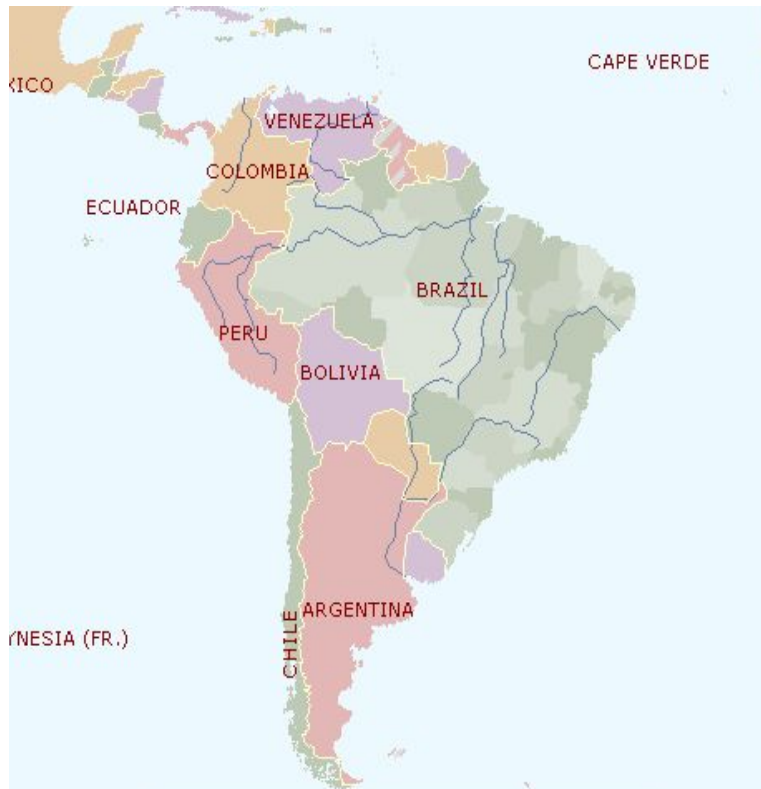 CAPE VERDE
XICO
VENEZUELA
COLOMBIA
ECUADOR
BRAZIL
PERU
BOLIVIA
ARGENTINA
CHILE
YNESIA (FR.)